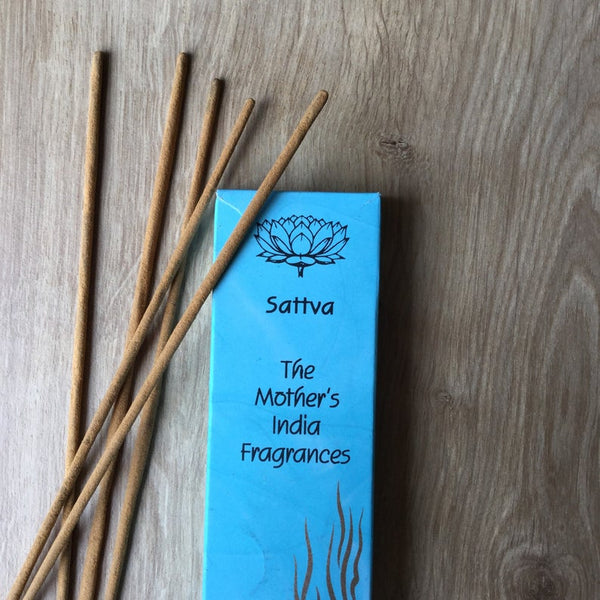 Sattva
The
Mother's
India
Fragrances